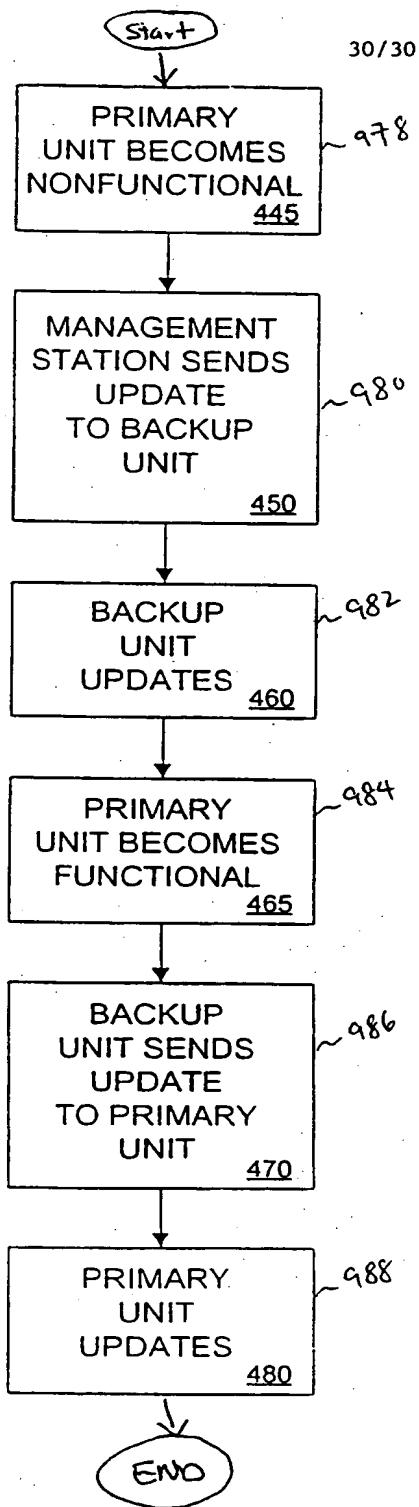 Start
30/30
PRIMARY
UNIT BECOMES
NONFUNCTIONAL
445
978
MANAGEMENT
STATION SENDS
UPDATE
TO BACKUP
UNIT
450
980
BACKUP
UNIT
UPDATES
460
982
PRIMARY
UNIT BECOMES
FUNCTIONAL
465
984
BACKUP
UNIT SENDS
UPDATE
TO PRIMARY
UNIT
470
986
PRIMARY
UNIT
UPDATES
480
988
END